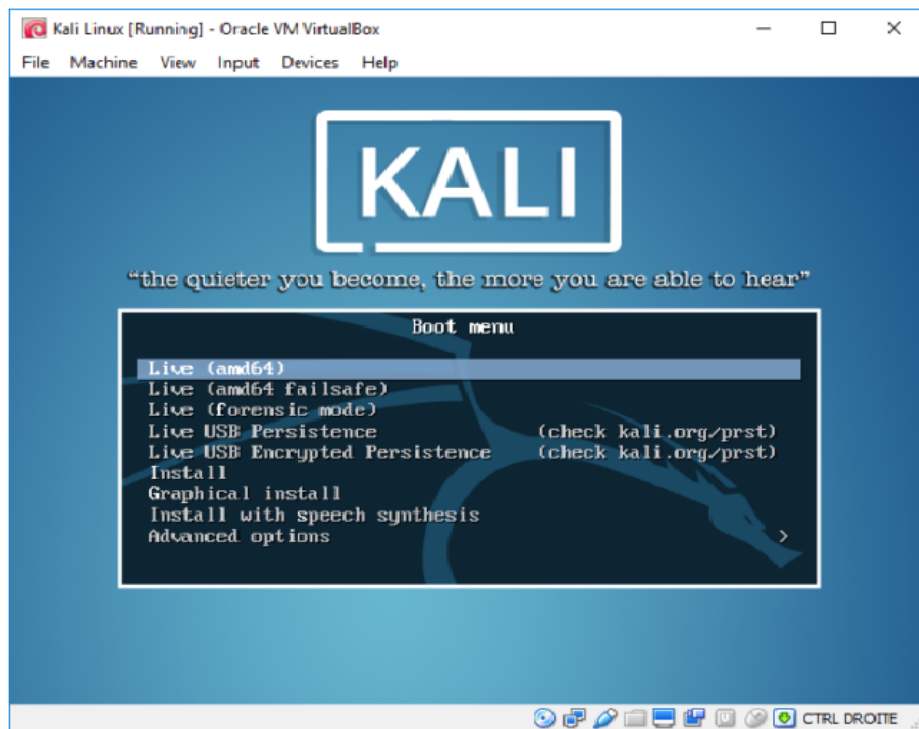 Kali Linux [Running] - Oracle VM VirtualBox
File Machine View Input Devices Help
KALI
“the quieter you become, the more you are able to hear”
Boot menu
Live (amd64)
Live (amd64 failsafe)
Live (forensic mode)
Live USB Persistence (check kali.org/prst)
Live USB Encrypted Persistence (check kali.org/prst)
Install
Graphical install
Install with speech synthesis
Advanced options >
CTRL DROITE